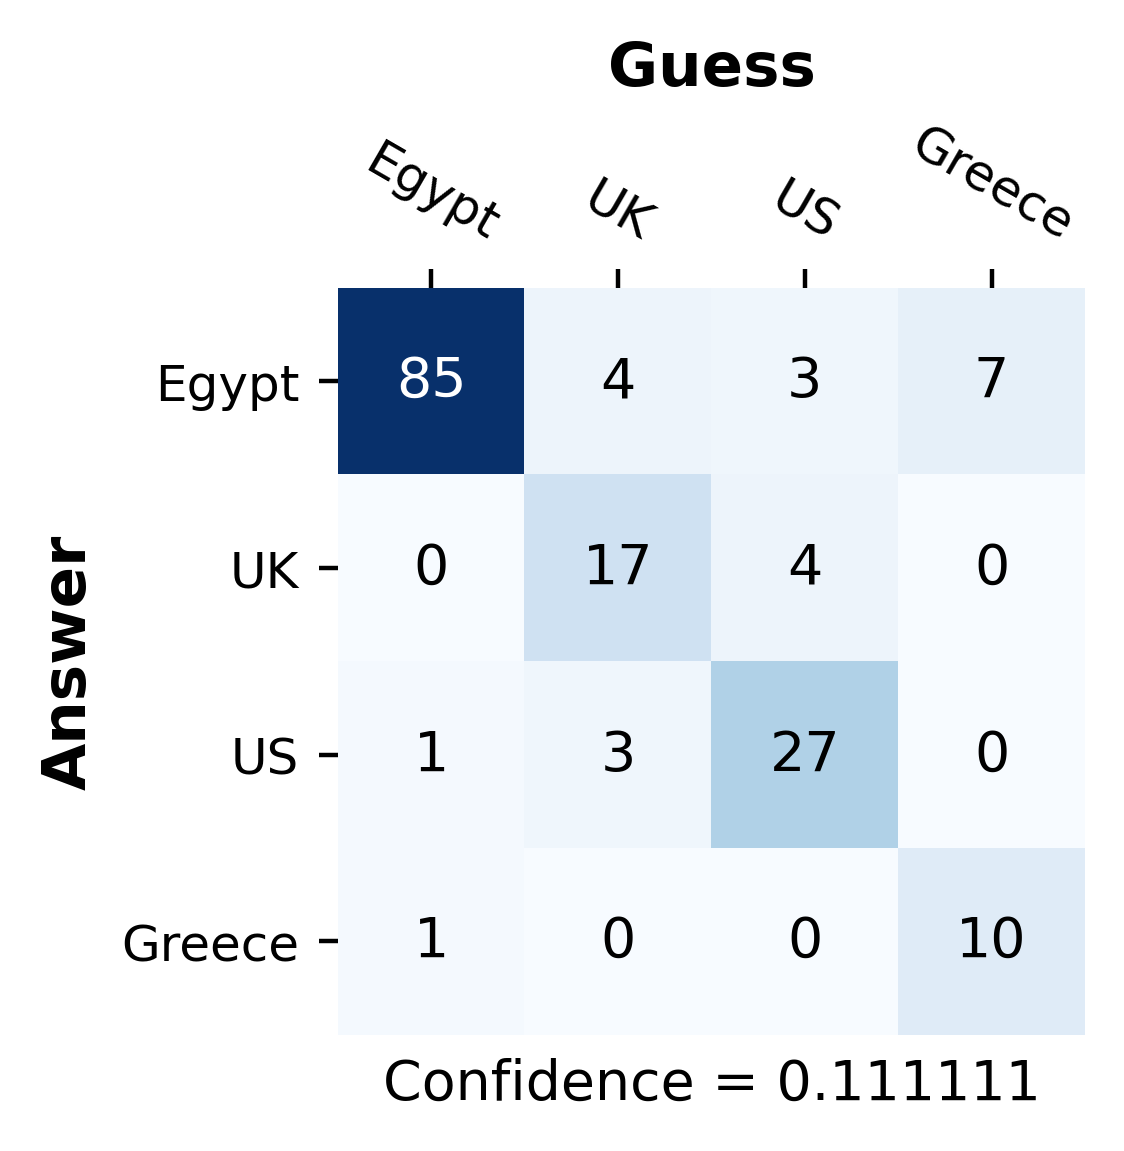 Guess
Egypt UK US Greece
Answer
Egypt 85 4 3 7
UK 0 17 4 0
US 1 3 27 0
Greece 1 0 0 10
Confidence = 0.111111